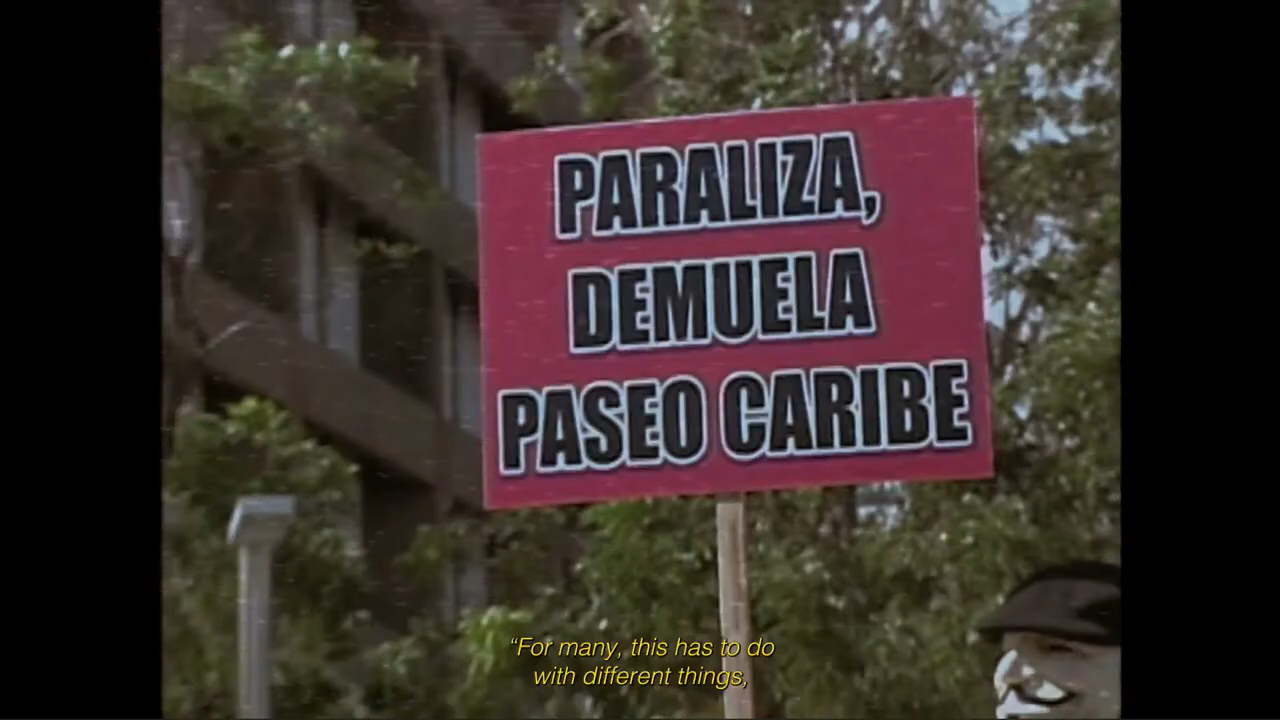 PARALIZA,
DEMUELA
PASEO CARIBE
“For many, this has to do
with different things,